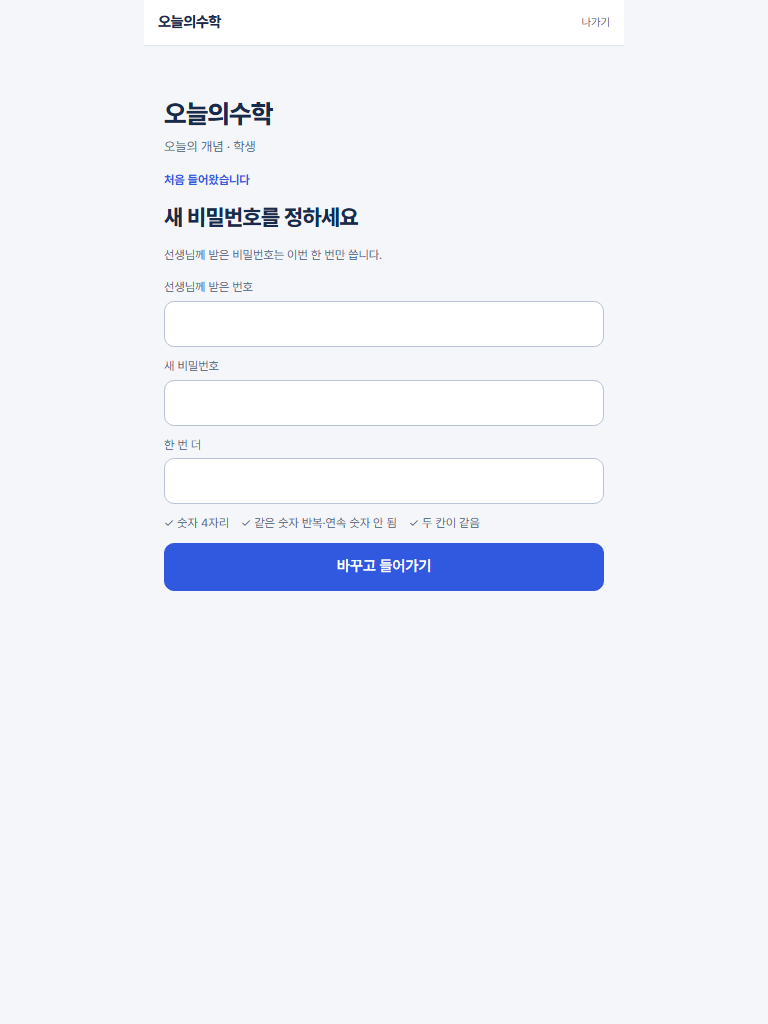 오늘의수학
나가기
오늘의수학
오늘의 개념 · 학생
처음 들어왔습니다
새 비밀번호를 정하세요
선생님께 받은 비밀번호는 이번 한 번만 씁니다.
선생님께 받은 번호
새 비밀번호
한 번 더
✓ 숫자 4자리 ✓ 같은 숫자 반복·연속 숫자 안 됨 ✓ 두 칸이 같음
바꾸고 들어가기